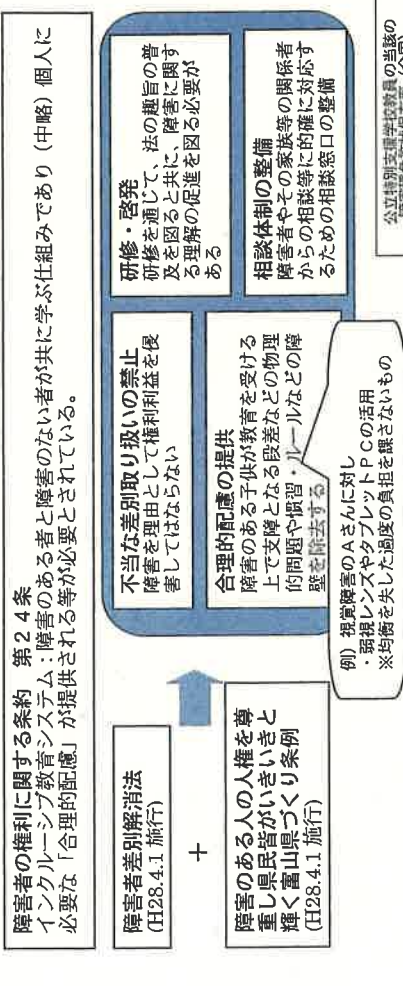 障害者の権利に関する条約 第24条
インクルーシブ教育システム：障害のある者と障害のない者が共に学ぶ仕組みであり（中略）個人に
必要な「合理的配慮」が提供される等が必要とされている。
障害者差別解消法
(H28.4.1 施行)
+
障害のある人の人権を尊
重し県民皆がいきいきと
輝く富山県づくり条例
(H28.4.1 施行)
不当な差別取り扱いの禁止
障害を理由として権利利益を侵
害してはならない
研修・啓発
研修を通じて、法の趣旨の普
及を図ると共に、障害に関す
る理解の促進を図る必要が
ある
合理的配慮の提供
障害のある子供が教育を受ける
上で支障となる段差などの物理
的問題や慣習・ルールなどの障
壁を除去する
相談体制の整備
障害者やその家族等の関係者
からの相談等に的確に対応す
るための相談窓口の整備
例）視覚障害のAさんに対し
・弱視レンズやタブレットPCの活用
※均衡を失した過度の負担を課さないもの
公立特別支援学校教員の当該の